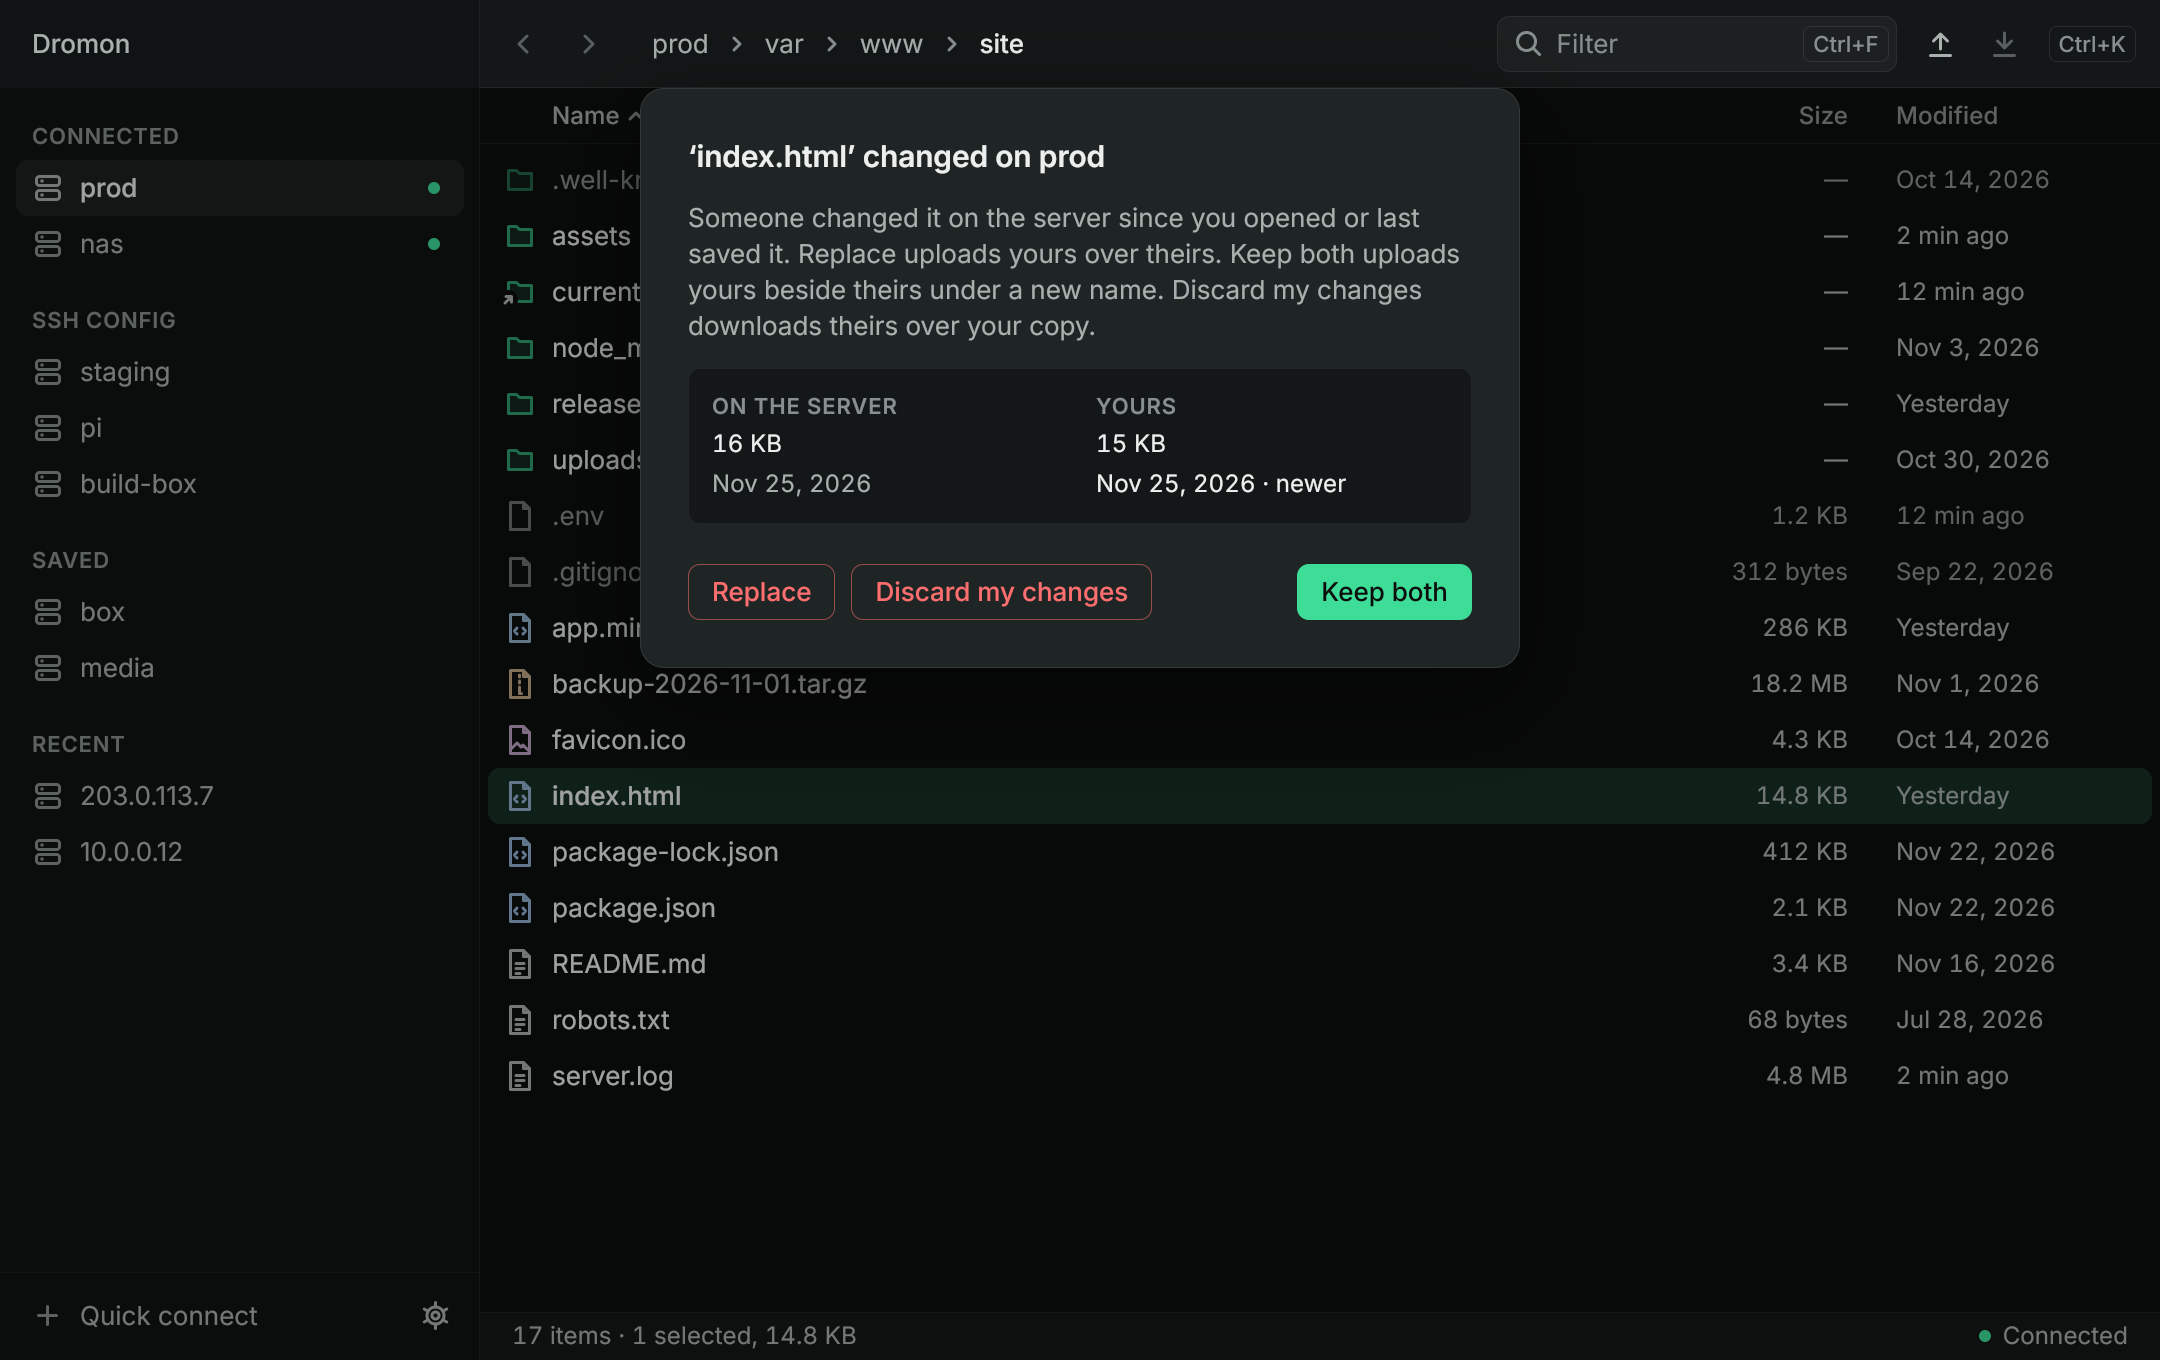 Dromon
prod > var > www > site
Filter
Ctrl+F
Ctrl+K
CONNECTED
prod
nas
SSH CONFIG
staging
pi
build-box
SAVED
box
media
RECENT
203.0.113.7
10.0.0.12
Quick connect
Name
Size
Modified
.well-kn
—
Oct 14, 2026
assets
—
2 min ago
current
—
12 min ago
node_m
—
Nov 3, 2026
release
—
Yesterday
uploads
—
Oct 30, 2026
.env
1.2 KB
12 min ago
.gitigno
312 bytes
Sep 22, 2026
app.min
286 KB
Yesterday
backup-2026-11-01.tar.gz
18.2 MB
Nov 1, 2026
favicon.ico
4.3 KB
Oct 14, 2026
index.html
14.8 KB
Yesterday
package-lock.json
412 KB
Nov 22, 2026
package.json
2.1 KB
Nov 22, 2026
README.md
3.4 KB
Nov 16, 2026
robots.txt
68 bytes
Jul 28, 2026
server.log
4.8 MB
2 min ago
‘index.html’ changed on prod
Someone changed it on the server since you opened or last
saved it. Replace uploads yours over theirs. Keep both uploads
yours beside theirs under a new name. Discard my changes
downloads theirs over your copy.
ON THE SERVER
16 KB
Nov 25, 2026
YOURS
15 KB
Nov 25, 2026 · newer
Replace
Discard my changes
Keep both
17 items · 1 selected, 14.8 KB
Connected